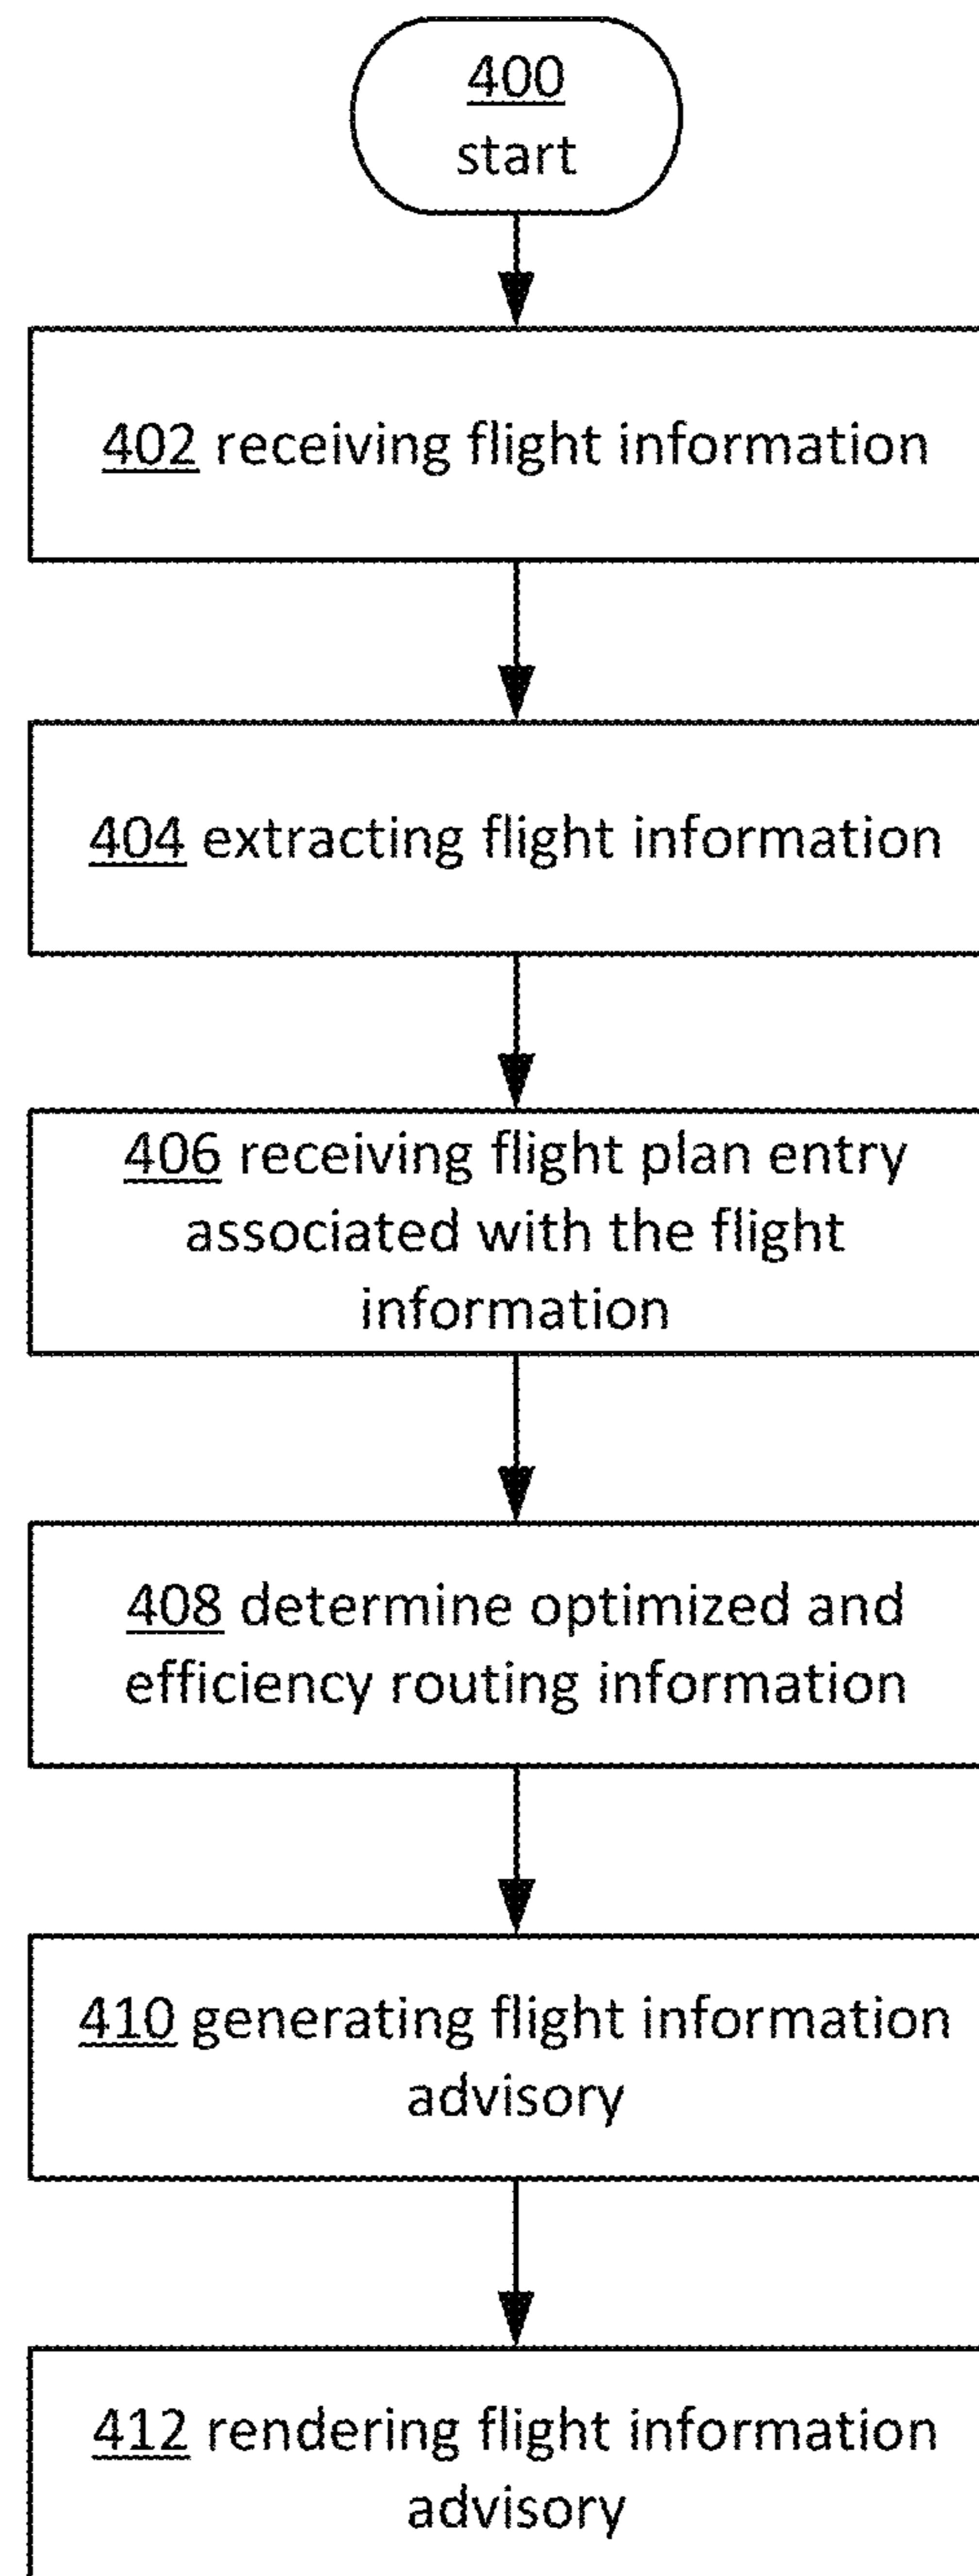 400
start
402 receiving flight information
404 extracting flight information
406 receiving flight plan entry
associated with the flight
information
408 determine optimized and
efficiency routing information
410 generating flight information
advisory
412 rendering flight information
advisory